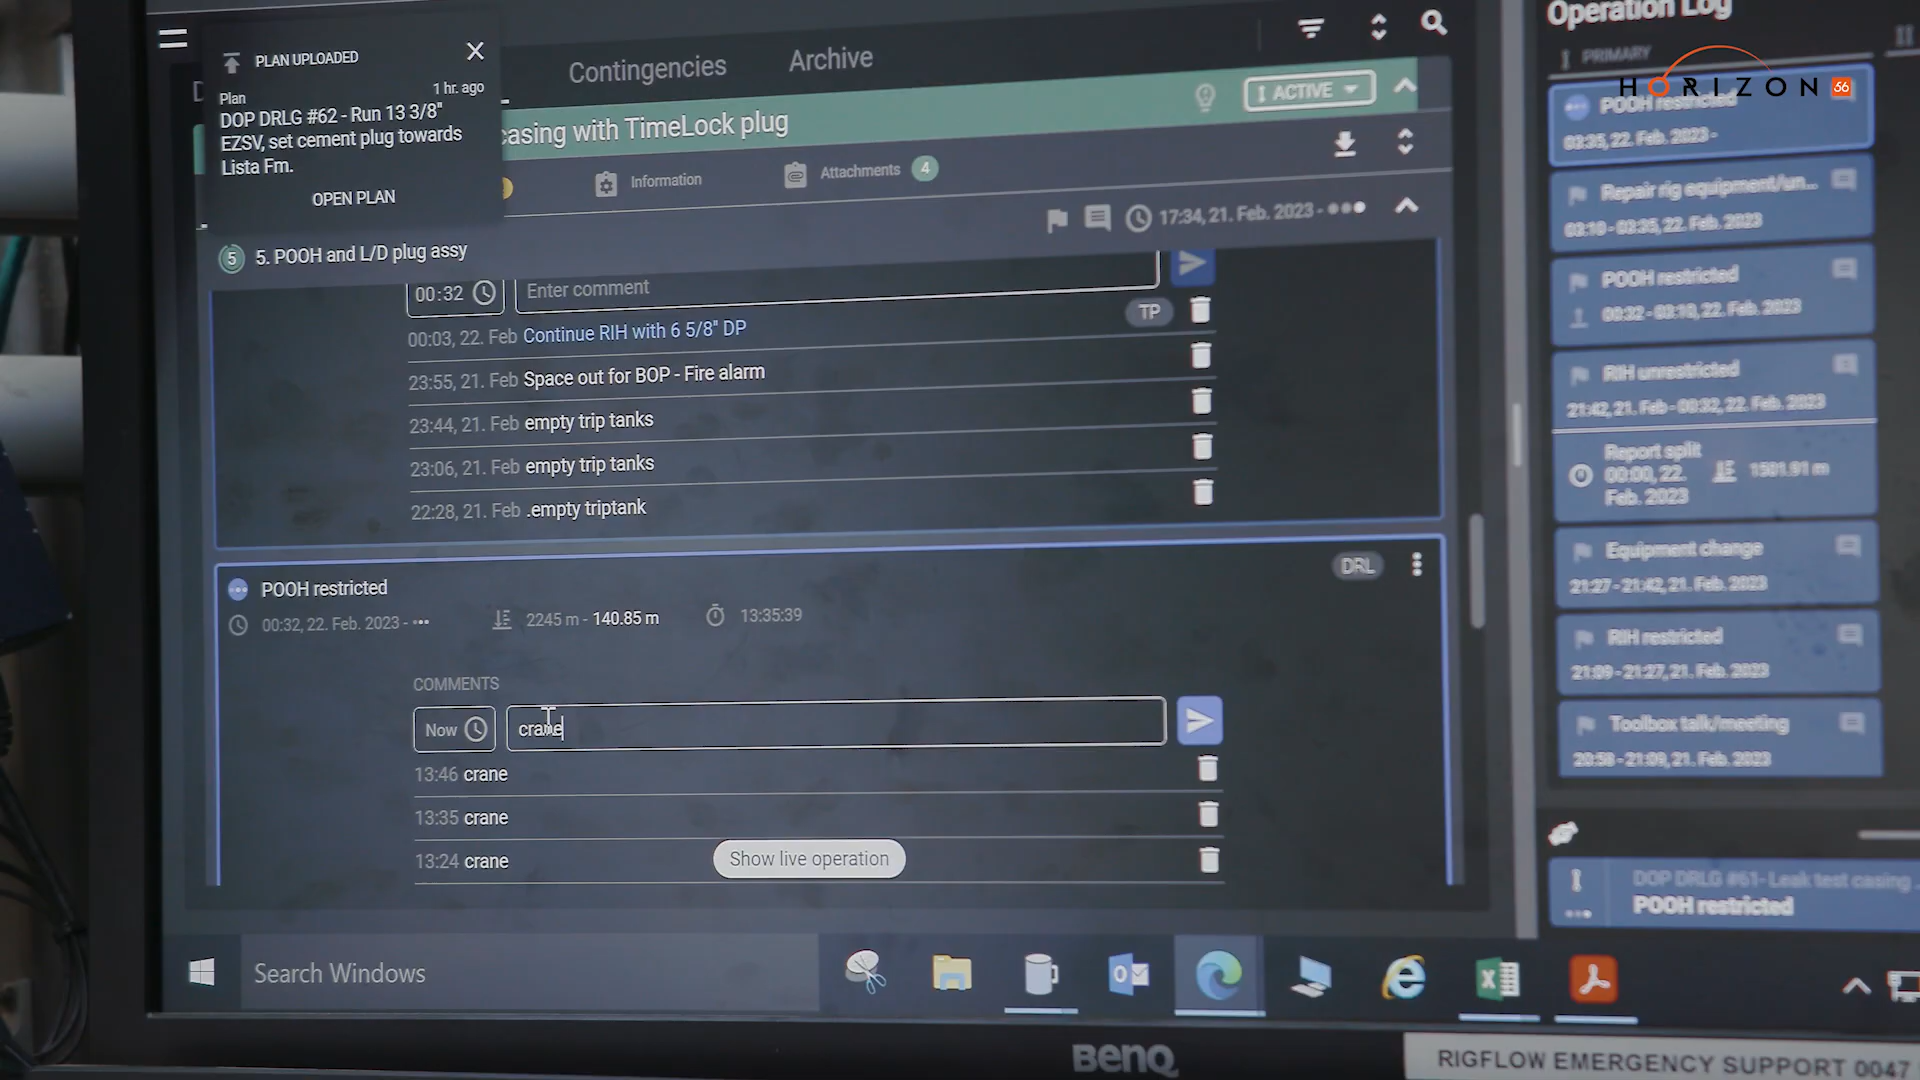 PLAN UPLOADED
1 hr. ago
Plan
DOP DRLG #62 - Run 13 3/8"
EZSV, set cement plug towards
Lista Fm.
OPEN PLAN
Contingencies
Archive
casing with TimeLock plug
ACTIVE
Information
Attachments 4
17:34, 21. Feb. 2023 -
5 5. POOH and L/D plug assy
00:32 Enter comment
TP
00:03, 22. Feb Continue RIH with 6 5/8" DP
23:55, 21. Feb Space out for BOP - Fire alarm
23:44, 21. Feb empty trip tanks
23:06, 21. Feb empty trip tanks
22:28, 21. Feb .empty triptank
POOH restricted
DRL
00:32, 22. Feb. 2023 - ••• 2245 m - 140.85 m 13:35:39
COMMENTS
Now crane
13:46 crane
13:35 crane
13:24 crane
Show live operation
Operation Log
PRIMARY
HORIZON 56
POOH restricted
03:35, 22. Feb. 2023 -
Repair rig equipment/un...
03:10 - 03:35, 22. Feb. 2023
POOH restricted
00:32 - 03:10, 22. Feb. 2023
RIH unrestricted
21:42, 21. Feb - 00:32, 22. Feb. 2023
Report split
00:00, 22.
Feb. 2023
1501.91 m
Equipment change
21:27 - 21:42, 21. Feb. 2023
RIH restricted
21:09 - 21:27, 21. Feb. 2023
Toolbox talk/meeting
20:58 - 21:09, 21. Feb. 2023
DOP DRLG #61- Leak test casing ...
POOH restricted
Search Windows
BenQ
RIGFLOW EMERGENCY SUPPORT 0047